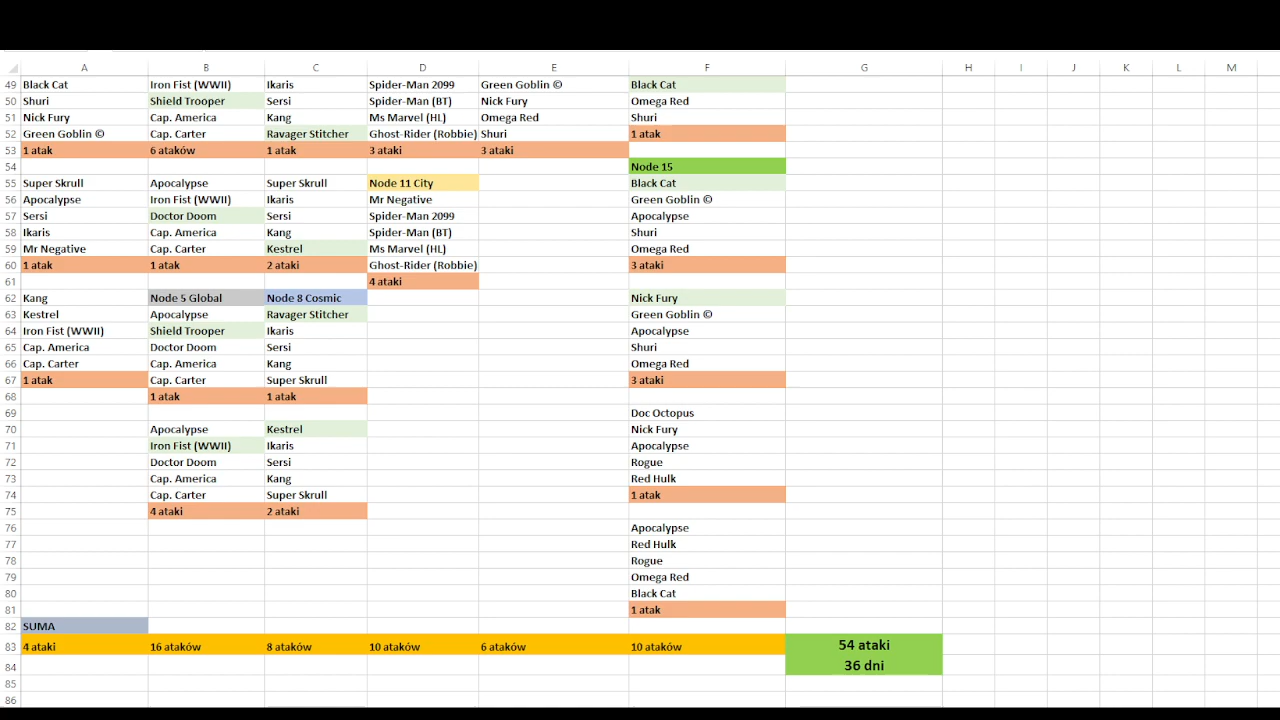 A B C D E F G H I J K L M
49 Black Cat Iron Fist (WWII) Ikaris Spider-Man 2099 Green Goblin © Black Cat
50 Shuri Shield Trooper Sersi Spider-Man (BT) Nick Fury Omega Red
51 Nick Fury Cap. America Kang Ms Marvel (HL) Omega Red Shuri
52 Green Goblin © Cap. Carter Ravager Stitcher Ghost-Rider (Robbie) Shuri 1 atak
53 1 atak 6 ataków 1 atak 3 ataki 3 ataki
54 Node 15
55 Super Skrull Apocalypse Super Skrull Node 11 City Black Cat
56 Apocalypse Iron Fist (WWII) Ikaris Mr Negative Green Goblin ©
57 Sersi Doctor Doom Sersi Spider-Man 2099 Apocalypse
58 Ikaris Cap. America Kang Spider-Man (BT) Shuri
59 Mr Negative Cap. Carter Kestrel Ms Marvel (HL) Omega Red
60 1 atak 1 atak 2 ataki Ghost-Rider (Robbie) 3 ataki
61 4 ataki
62 Kang Node 5 Global Node 8 Cosmic Nick Fury
63 Kestrel Apocalypse Ravager Stitcher Green Goblin ©
64 Iron Fist (WWII) Shield Trooper Ikaris Apocalypse
65 Cap. America Doctor Doom Sersi Shuri
66 Cap. Carter Cap. America Kang Omega Red
67 1 atak Cap. Carter Super Skrull 3 ataki
68 1 atak 1 atak
69 Doc Octopus
70 Apocalypse Kestrel Nick Fury
71 Iron Fist (WWII) Ikaris Apocalypse
72 Doctor Doom Sersi Rogue
73 Cap. America Kang Red Hulk
74 Cap. Carter Super Skrull 1 atak
75 4 ataki 2 ataki
76 Apocalypse
77 Red Hulk
78 Rogue
79 Omega Red
80 Black Cat
81 1 atak
82 SUMA
83 4 ataki 16 ataków 8 ataków 10 ataków 6 ataków 10 ataków 54 ataki
84 36 dni
85
86